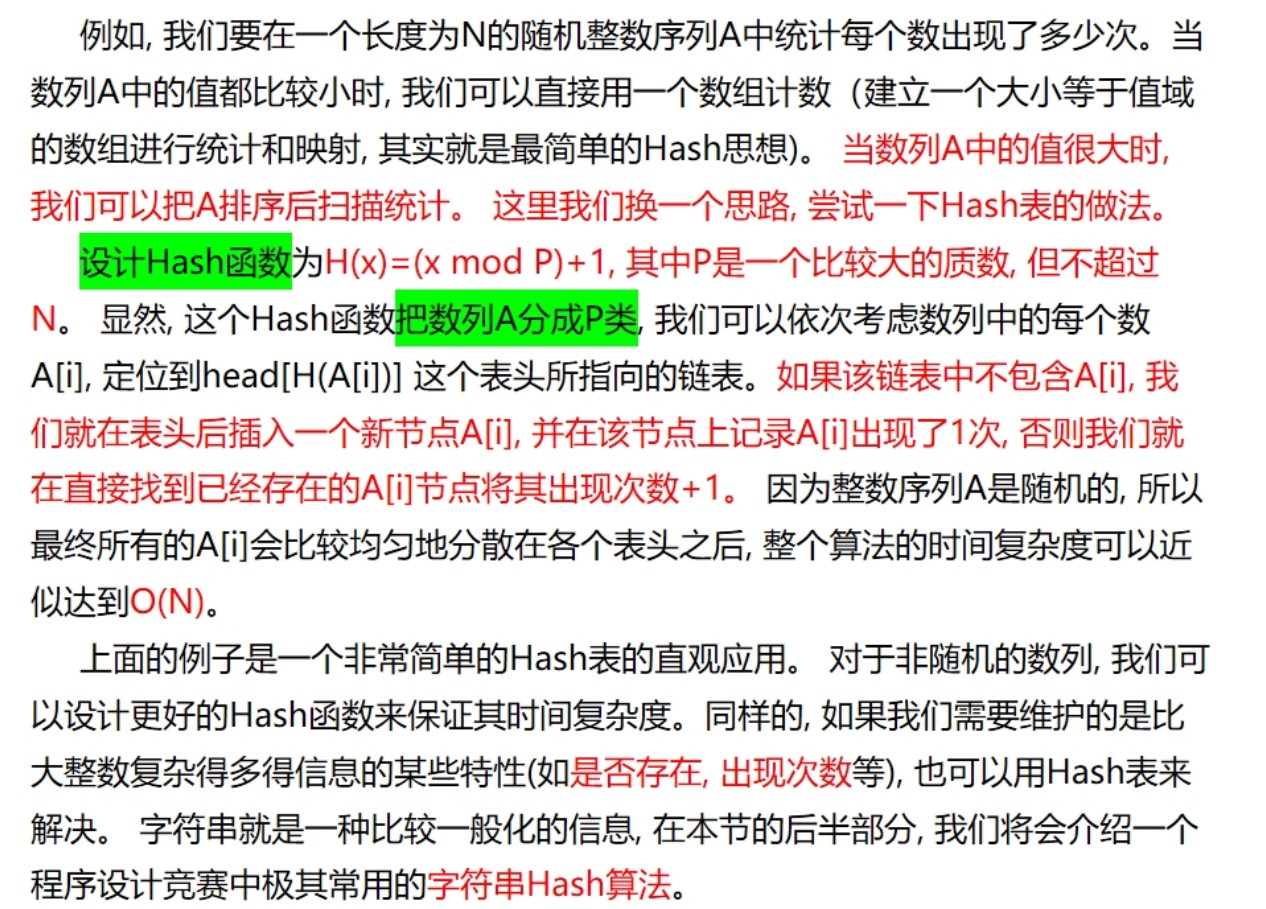 例如, 我们要在一个长度为N的随机整数序列A中统计每个数出现了多少次。当
数列A中的值都比较小时, 我们可以直接用一个数组计数（建立一个大小等于值域
的数组进行统计和映射, 其实就是最简单的Hash思想)。 当数列A中的值很大时,
我们可以把A排序后扫描统计。 这里我们换一个思路, 尝试一下Hash表的做法。
设计Hash函数为H(x)=(x mod P)+1, 其中P是一个比较大的质数, 但不超过
N。 显然, 这个Hash函数把数列A分成P类, 我们可以依次考虑数列中的每个数
A[i], 定位到head[H(A[i])] 这个表头所指向的链表。如果该链表中不包含A[i], 我
们就在表头后插入一个新节点A[i], 并在该节点上记录A[i]出现了1次, 否则我们就
在直接找到已经存在的A[i]节点将其出现次数+1。 因为整数序列A是随机的, 所以
最终所有的A[i]会比较均匀地分散在各个表头之后, 整个算法的时间复杂度可以近
似达到O(N)。
上面的例子是一个非常简单的Hash表的直观应用。 对于非随机的数列, 我们可
以设计更好的Hash函数来保证其时间复杂度。同样的, 如果我们需要维护的是比
大整数复杂得多得信息的某些特性(如是否存在, 出现次数等), 也可以用Hash表来
解决。 字符串就是一种比较一般化的信息, 在本节的后半部分, 我们将会介绍一个
程序设计竞赛中极其常用的字符串Hash算法。